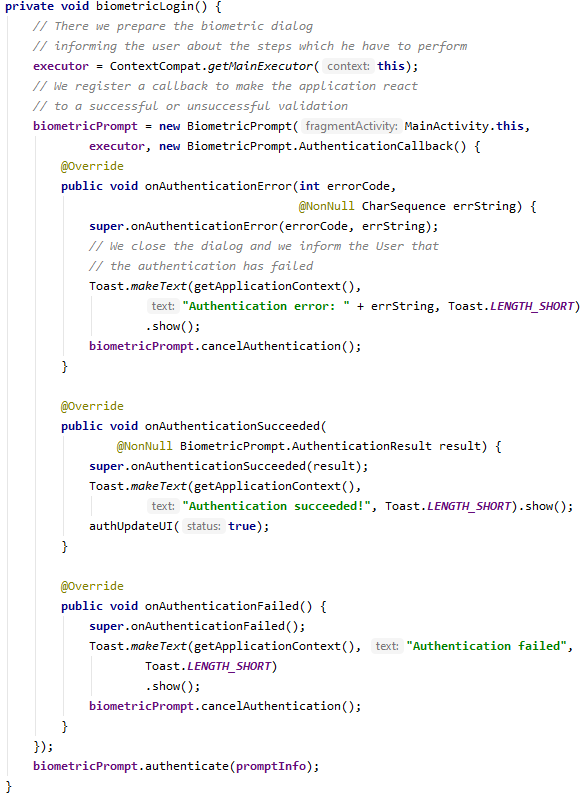 private void biometricLogin() {
    // There we prepare the biometric dialog
    // informing the user about the steps which he have to perform
    executor = ContextCompat.getMainExecutor( context: this);
    // We register a callback to make the application react
    // to a successful or unsuccessful validation
    biometricPrompt = new BiometricPrompt( fragmentActivity: MainActivity.this,
            executor, new BiometricPrompt.AuthenticationCallback() {
        @Override
        public void onAuthenticationError(int errorCode,
                                          @NonNull CharSequence errString) {
            super.onAuthenticationError(errorCode, errString);
            // We close the dialog and we inform the User that
            // the authentication has failed
            Toast.makeText(getApplicationContext(),
                    text: "Authentication error: " + errString, Toast.LENGTH_SHORT)
                    .show();
            biometricPrompt.cancelAuthentication();
        }

        @Override
        public void onAuthenticationSucceeded(
                @NonNull BiometricPrompt.AuthenticationResult result) {
            super.onAuthenticationSucceeded(result);
            Toast.makeText(getApplicationContext(),
                    text: "Authentication succeeded!", Toast.LENGTH_SHORT).show();
            authUpdateUI( status: true);
        }

        @Override
        public void onAuthenticationFailed() {
            super.onAuthenticationFailed();
            Toast.makeText(getApplicationContext(), text: "Authentication failed",
                    Toast.LENGTH_SHORT)
                    .show();
            biometricPrompt.cancelAuthentication();
        }
    });
    biometricPrompt.authenticate(promptInfo);
}